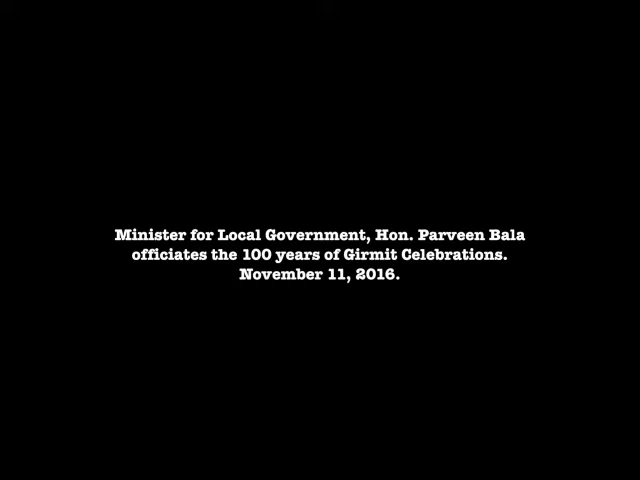 Minister for Local Government, Hon. Parveen Bala
officiates the 100 years of Girmit Celebrations.
November 11, 2016.